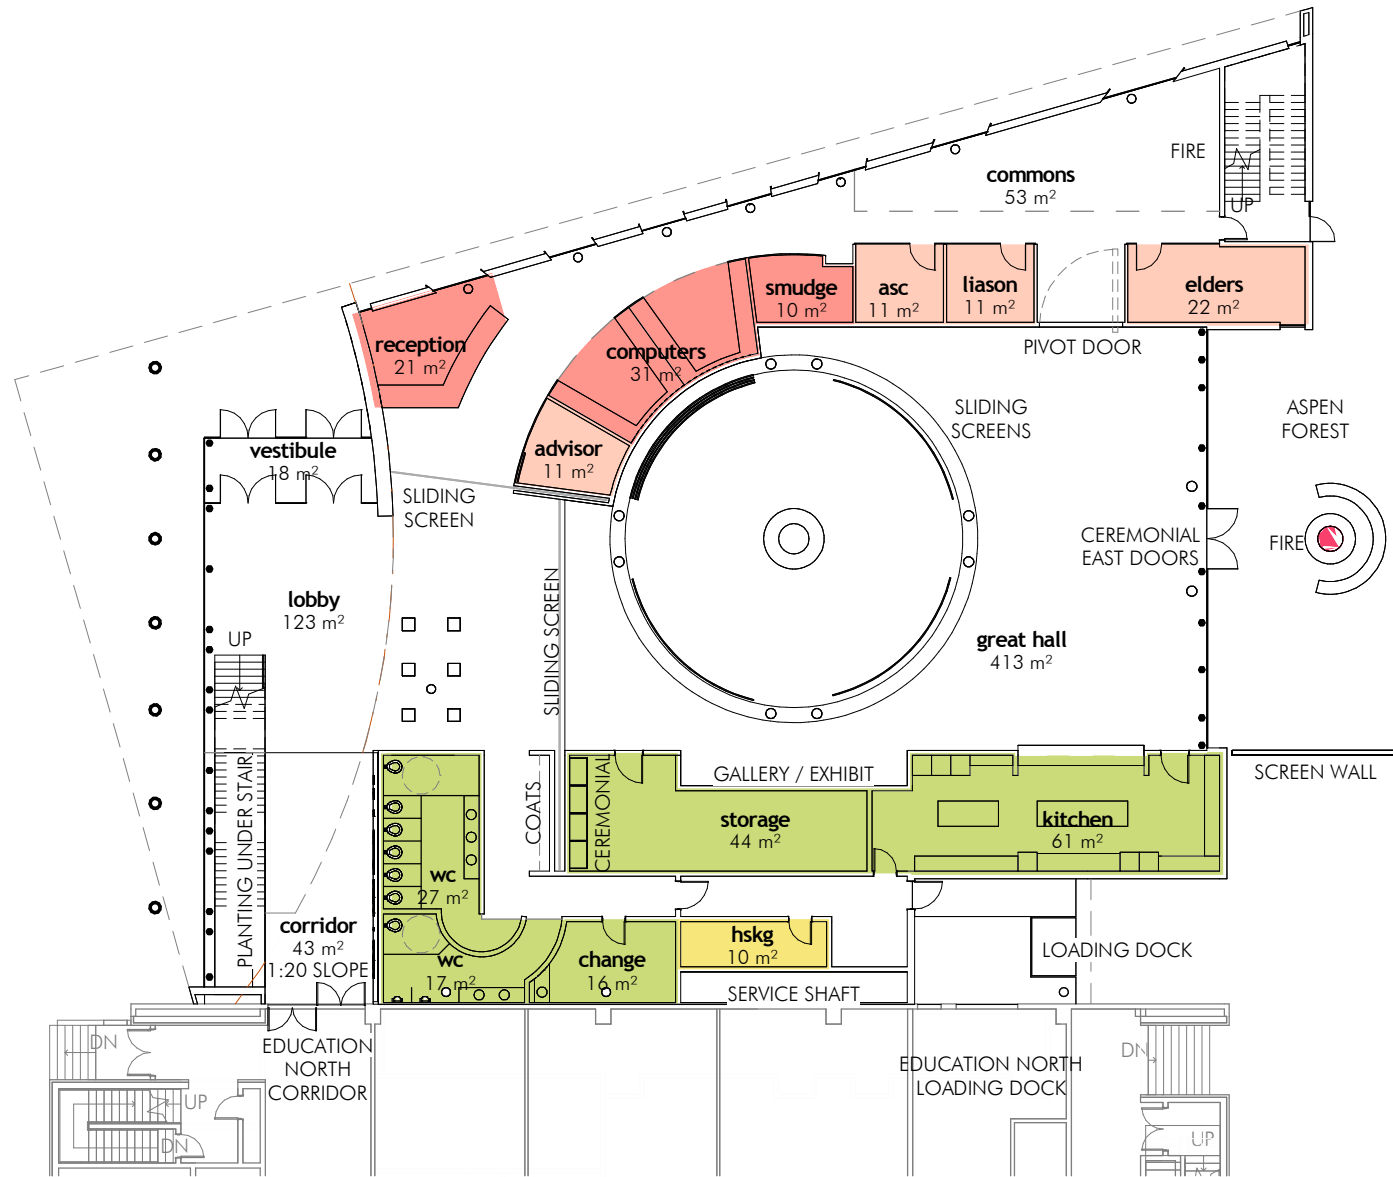 FIRE
commons
53 m²
UP
smudge
10 m²
asc
11 m²
liason
11 m²
elders
22 m²
reception
21 m²
computers
31 m²
PIVOT DOOR
SLIDING
SCREENS
ASPEN
FOREST
vestibule
18 m²
advisor
11 m²
SLIDING
SCREEN
CEREMONIAL
EAST DOORS
FIRE
lobby
123 m²
UP
SLIDING SCREEN
great hall
413 m²
PLANTING UNDER STAIR
COATS
CEREMONIAL
GALLERY / EXHIBIT
SCREEN WALL
storage
44 m²
kitchen
61 m²
wc
27 m²
corridor
43 m²
1:20 SLOPE
wc
17 m²
change
16 m²
hskg
10 m²
LOADING DOCK
SERVICE SHAFT
DN
EDUCATION
NORTH
CORRIDOR
EDUCATION NORTH
LOADING DOCK
DN
UP
DN
UP